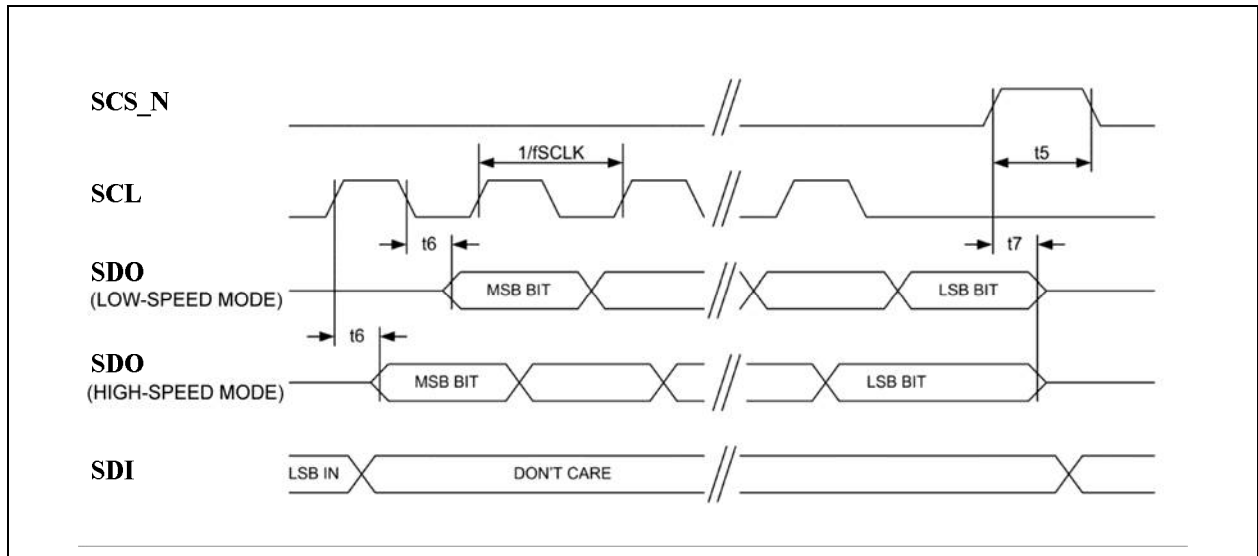 SCS_N
1/fSCLK
t5
SCL
t6
t7
SDO
(LOW-SPEED MODE)
MSB BIT
LSB BIT
t6
SDO
(HIGH-SPEED MODE)
MSB BIT
LSB BIT
SDI
LSB IN
DON'T CARE